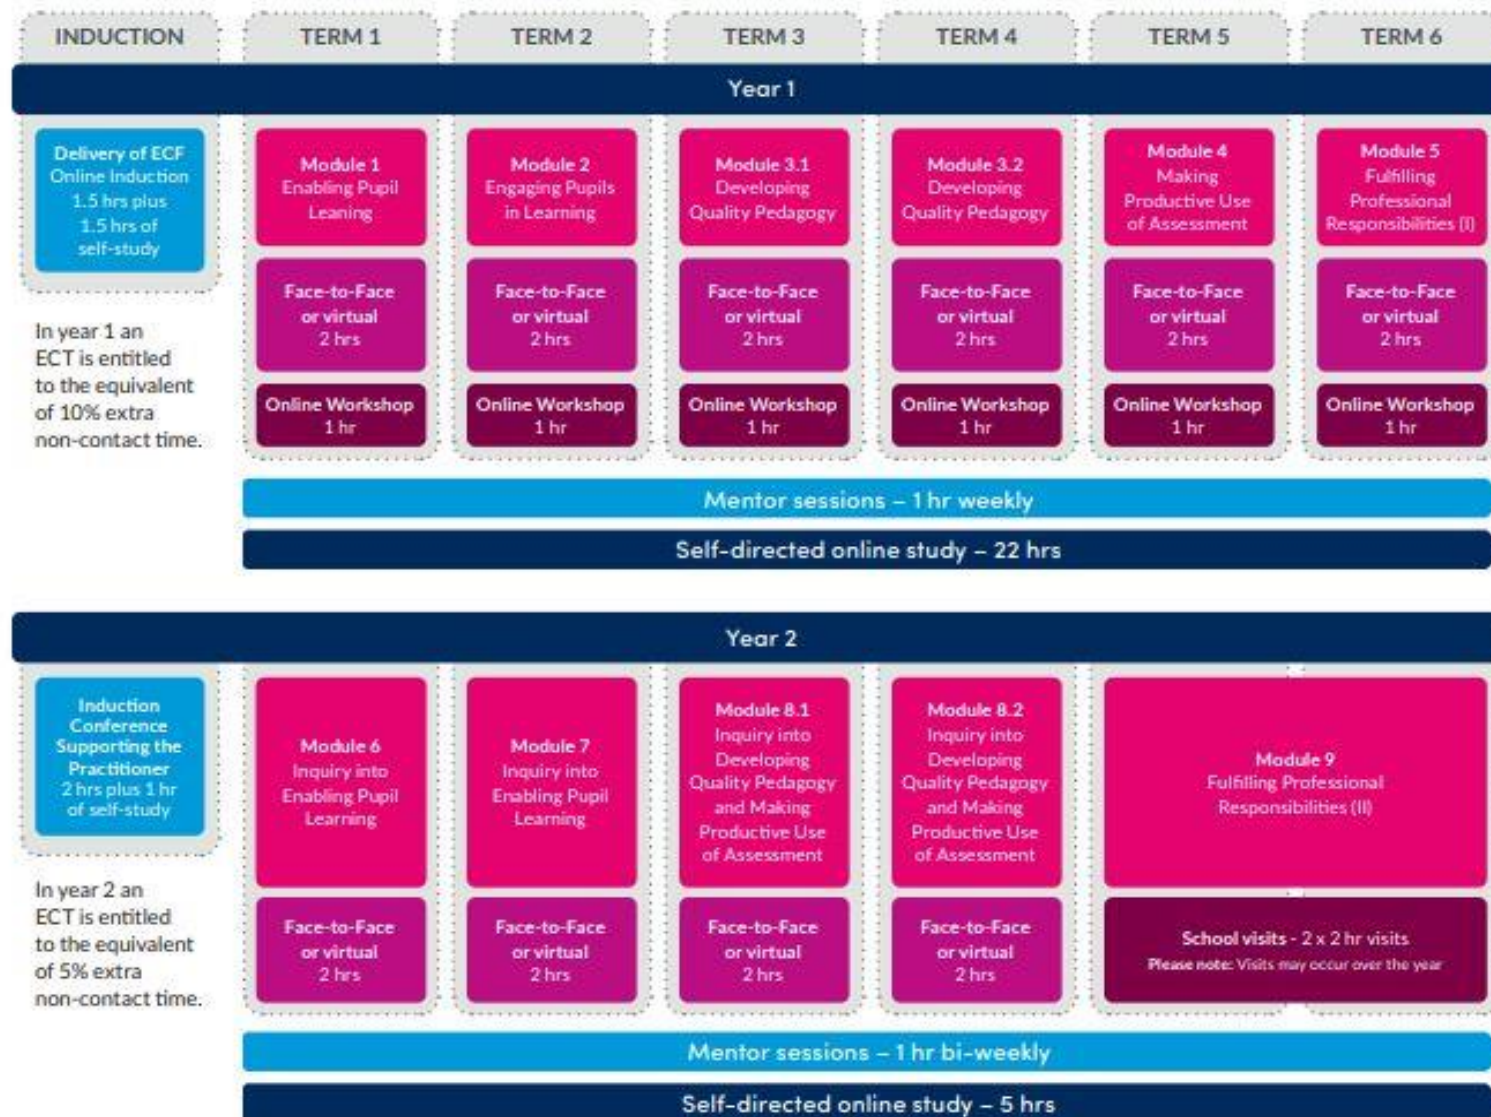 INDUCTION
TERM 1
TERM 2
TERM 3
TERM 4
TERM 5
TERM 6
Year 1
Delivery of ECF
Online Induction
1.5 hrs plus
1.5 hrs of
self-study
In year 1 an
ECT is entitled
to the equivalent
of 10% extra
non-contact time.
Module 1
Enabling Pupil
Leaning
Face-to-Face
or virtual
2 hrs
Online Workshop
1 hr
Module 2
Engaging Pupils
in Learning
Face-to-Face
or virtual
2 hrs
Online Workshop
1 hr
Module 3.1
Developing
Quality Pedagogy
Face-to-Face
or virtual
2 hrs
Online Workshop
1 hr
Module 3.2
Developing
Quality Pedagogy
Face-to-Face
or virtual
2 hrs
Online Workshop
1 hr
Module 4
Making
Productive Use
of Assessment
Face-to-Face
or virtual
2 hrs
Online Workshop
1 hr
Module 5
Fulfilling
Professional
Responsibilities (I)
Face-to-Face
or virtual
2 hrs
Online Workshop
1 hr
Mentor sessions – 1 hr weekly
Self-directed online study – 22 hrs
Year 2
Induction
Conference
Supporting the
Practitioner
2 hrs plus 1 hr
of self-study
In year 2 an
ECT is entitled
to the equivalent
of 5% extra
non-contact time.
Module 6
Inquiry into
Enabling Pupil
Learning
Face-to-Face
or virtual
2 hrs
Module 7
Inquiry into
Enabling Pupil
Learning
Face-to-Face
or virtual
2 hrs
Module 8.1
Inquiry into
Developing
Quality Pedagogy
and Making
Productive Use
of Assessment
Face-to-Face
or virtual
2 hrs
Module 8.2
Inquiry into
Developing
Quality Pedagogy
and Making
Productive Use
of Assessment
Face-to-Face
or virtual
2 hrs
Module 9
Fulfilling Professional
Responsibilities (II)
School visits - 2 x 2 hr visits
Please note: Visits may occur over the year
Mentor sessions – 1 hr bi-weekly
Self-directed online study – 5 hrs